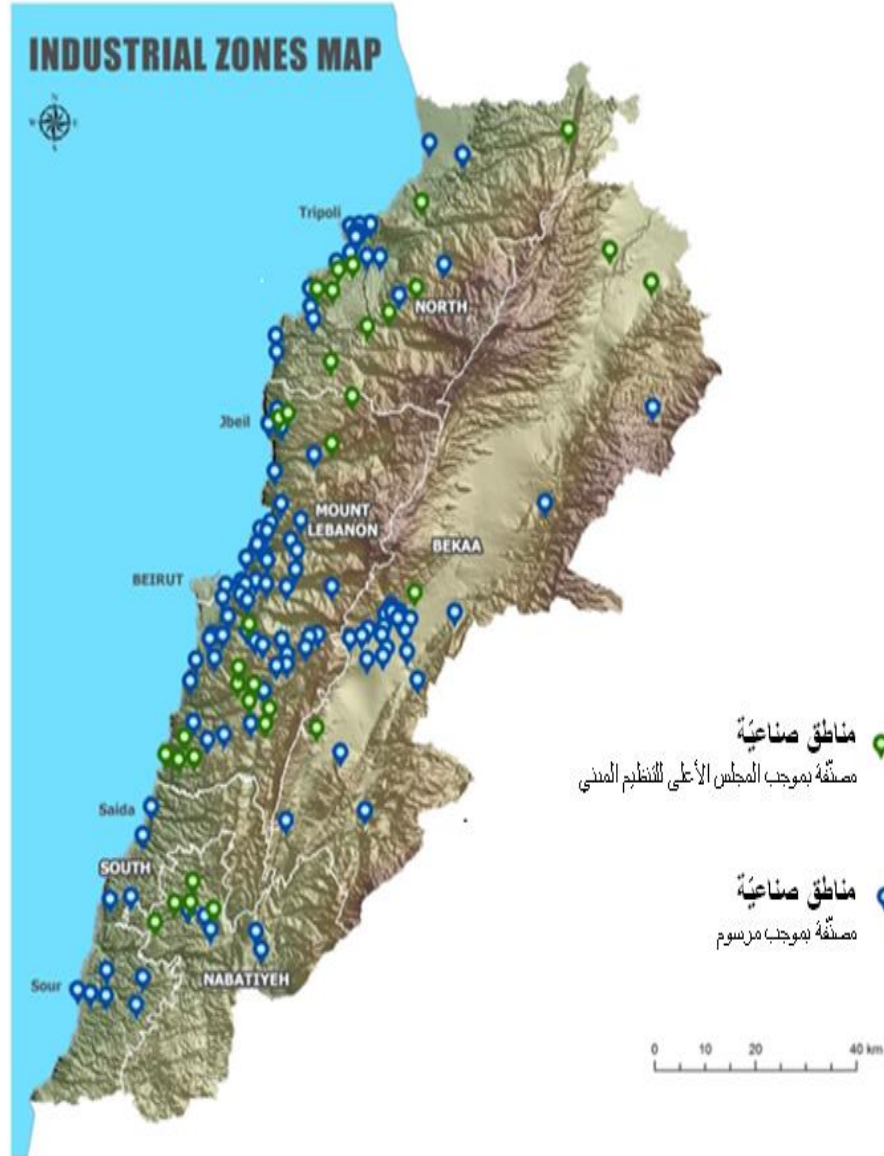 INDUSTRIAL ZONES MAP
N
W E
S
Tripoli
NORTH
Jbeil
MOUNT
LEBANON
BEKAA
BEIRUT
مناطق صناعيّة
مصنّفة بموجب المجلس الأعلى للتنظيم المدني
Saida
SOUTH
مناطق صناعيّة
مصنّفة بموجب مرسوم
NABATIYEH
Sour
0 10 20 40 km